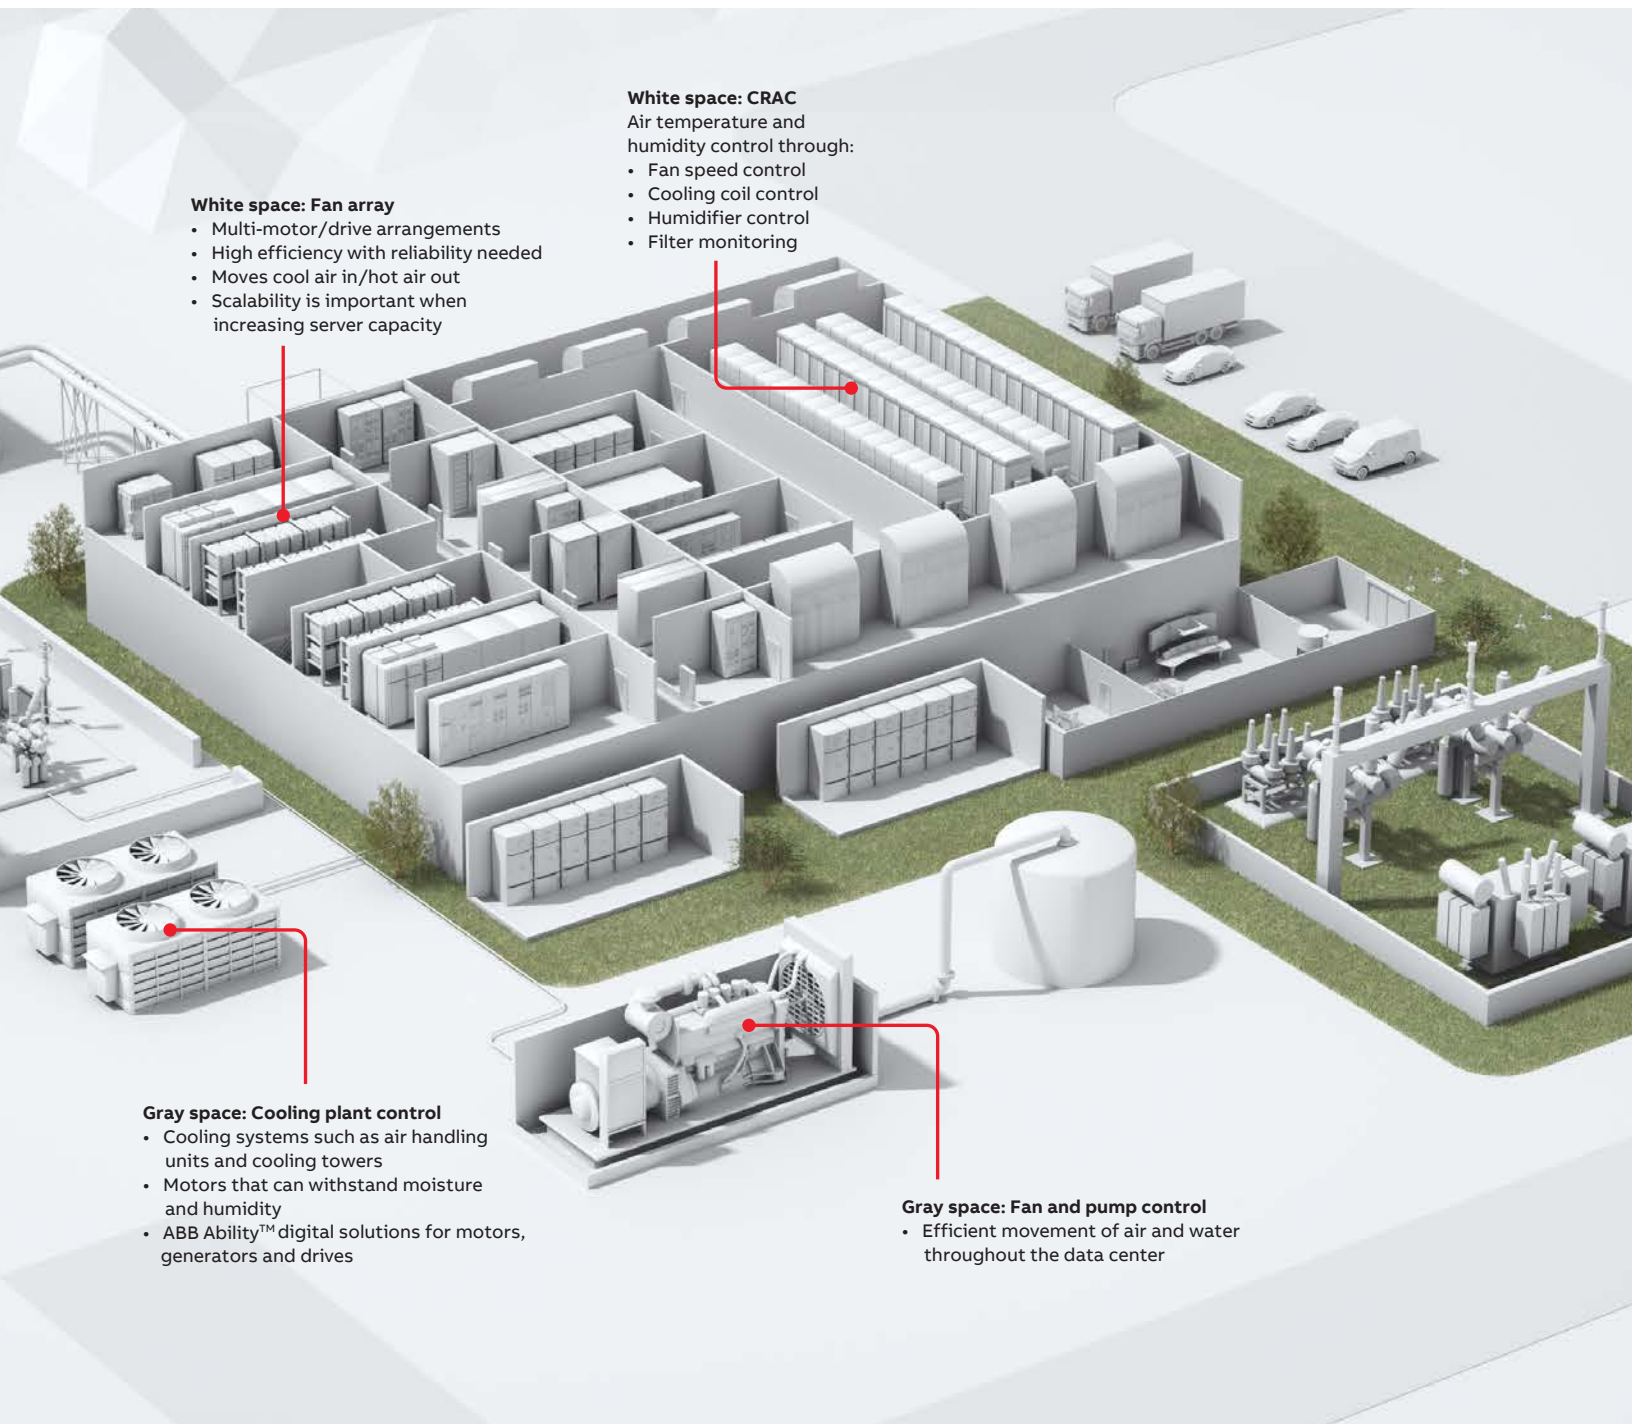 White space: CRAC
Air temperature and
humidity control through:
• Fan speed control
• Cooling coil control
• Humidifier control
• Filter monitoring
White space: Fan array
• Multi-motor/drive arrangements
• High efficiency with reliability needed
• Moves cool air in/hot air out
• Scalability is important when
increasing server capacity
Gray space: Cooling plant control
• Cooling systems such as air handling
units and cooling towers
• Motors that can withstand moisture
and humidity
• ABB Ability™ digital solutions for motors,
generators and drives
Gray space: Fan and pump control
• Efficient movement of air and water
throughout the data center